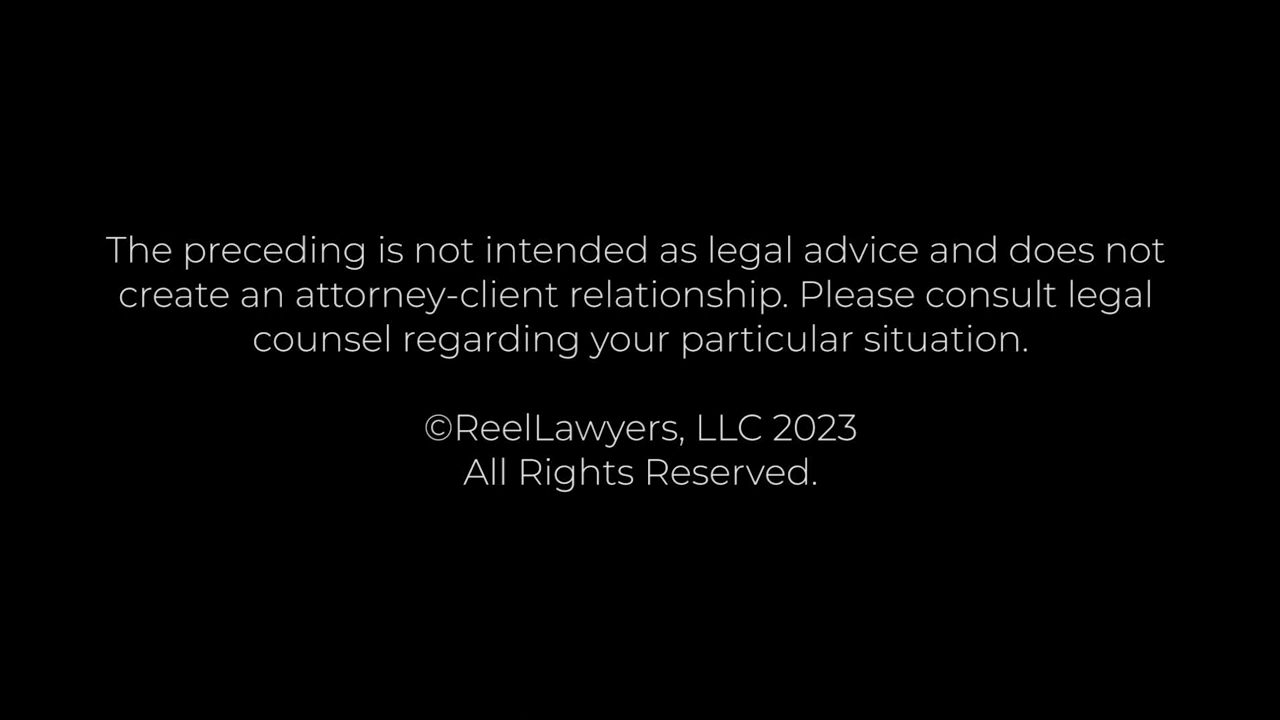 The preceding is not intended as legal advice and does not
create an attorney-client relationship. Please consult legal
counsel regarding your particular situation.
©ReelLawyers, LLC 2023
All Rights Reserved.